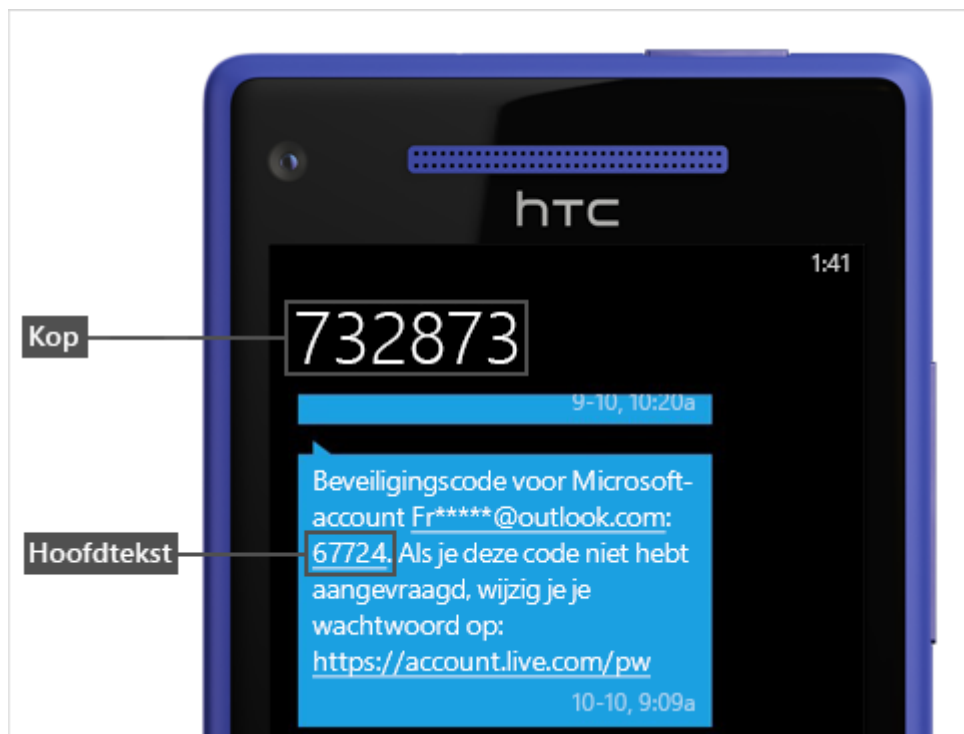 hTC
1:41
Kop
732873
9-10, 10:20a
Beveiligingscode voor Microsoft-
account Fr*****@outlook.com:
Hoofdtekst
67724. Als je deze code niet hebt
aangevraagd, wijzig je je
wachtwoord op:
https://account.live.com/pw
10-10, 9:09a